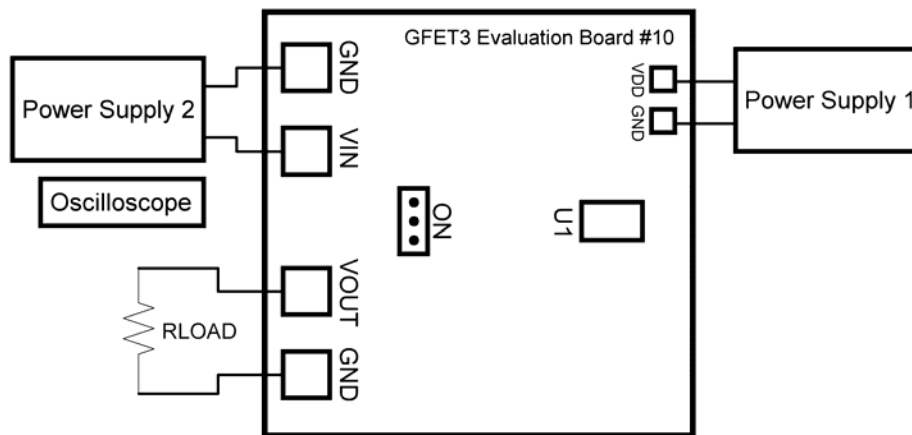 GFET3 Evaluation Board #10
Power Supply 2
GND
VIN
Oscilloscope
VOUT
GND
RLOAD
ON
U1
VDD
GND
Power Supply 1